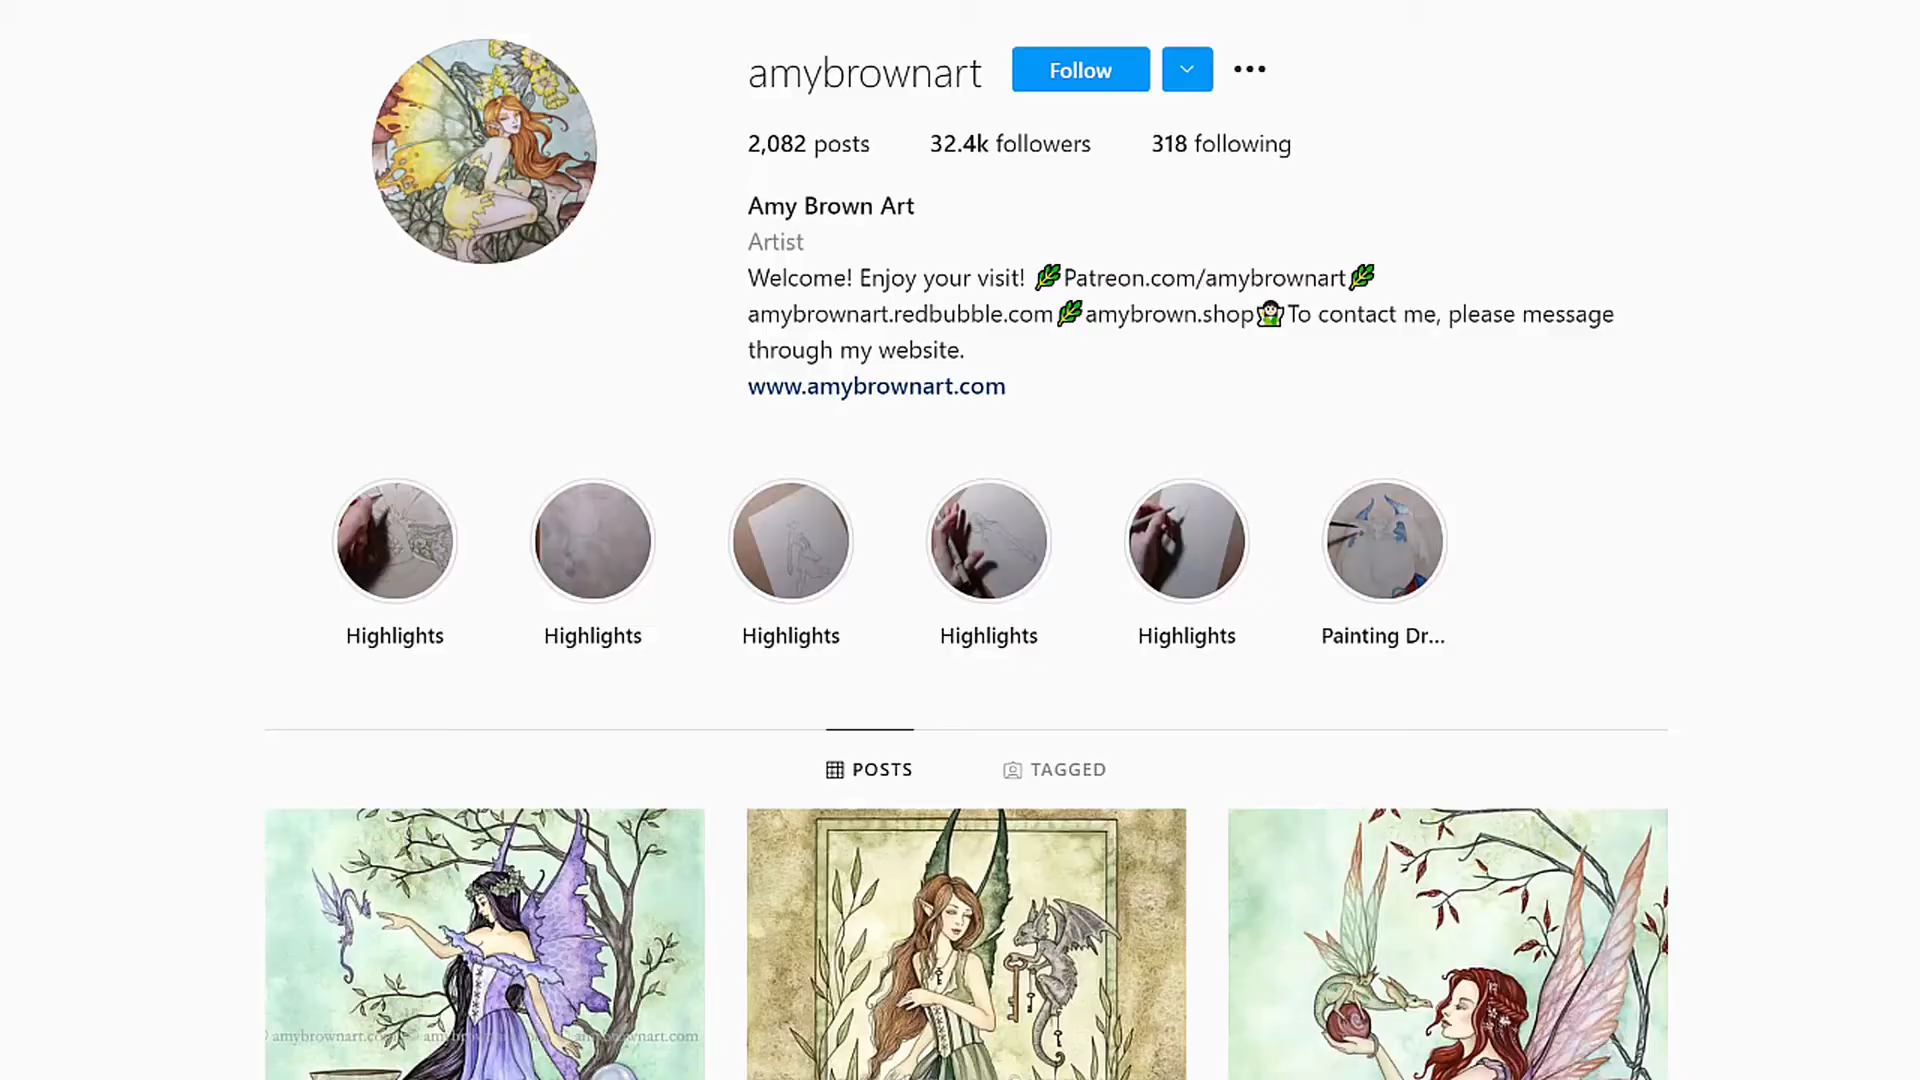 amybrownart Follow
2,082 posts 32.4k followers 318 following
Amy Brown Art
Artist
Welcome! Enjoy your visit! 🌿Patreon.com/amybrownart🌿
amybrownart.redbubble.com🌿amybrown.shop🧚🏻To contact me, please message
through my website.
www.amybrownart.com
Highlights Highlights Highlights Highlights Highlights Painting Dr...
POSTS TAGGED
amybrownart.com